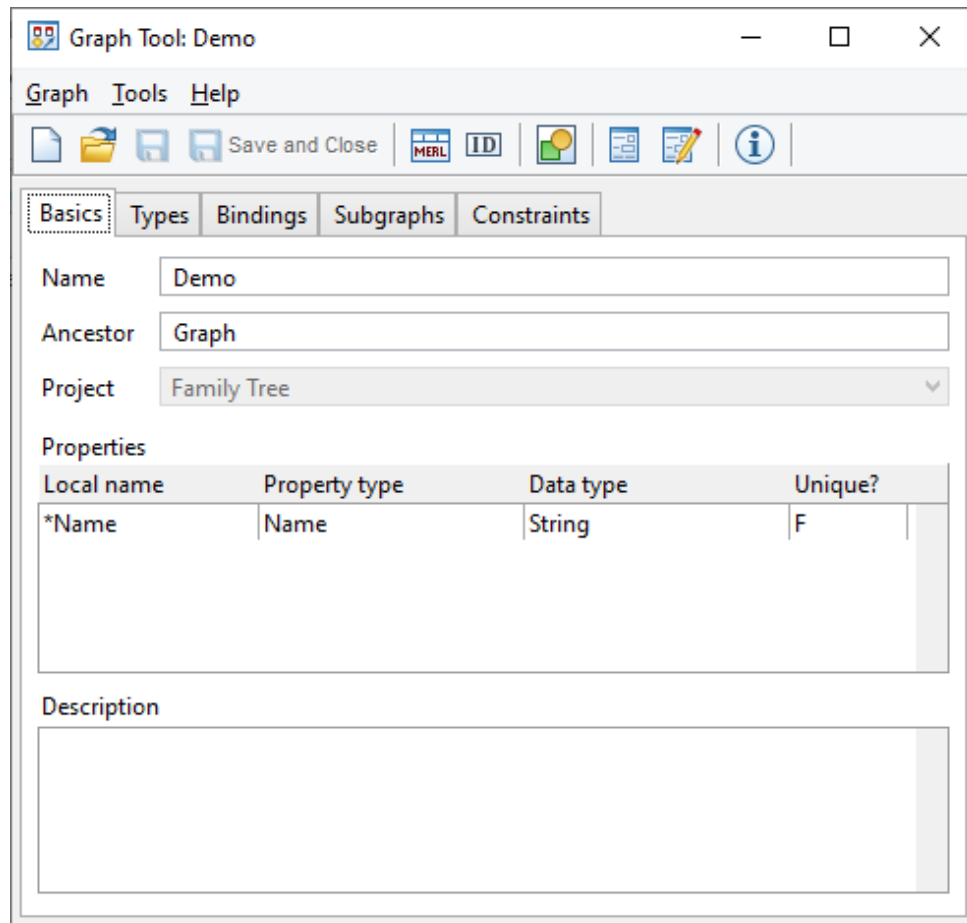 Graph Tool: Demo
Graph Tools Help
Save and Close MERL ID
Basics Types Bindings Subgraphs Constraints
Name Demo
Ancestor Graph
Project Family Tree
Properties
Local name Property type Data type Unique?
*Name Name String F
Description